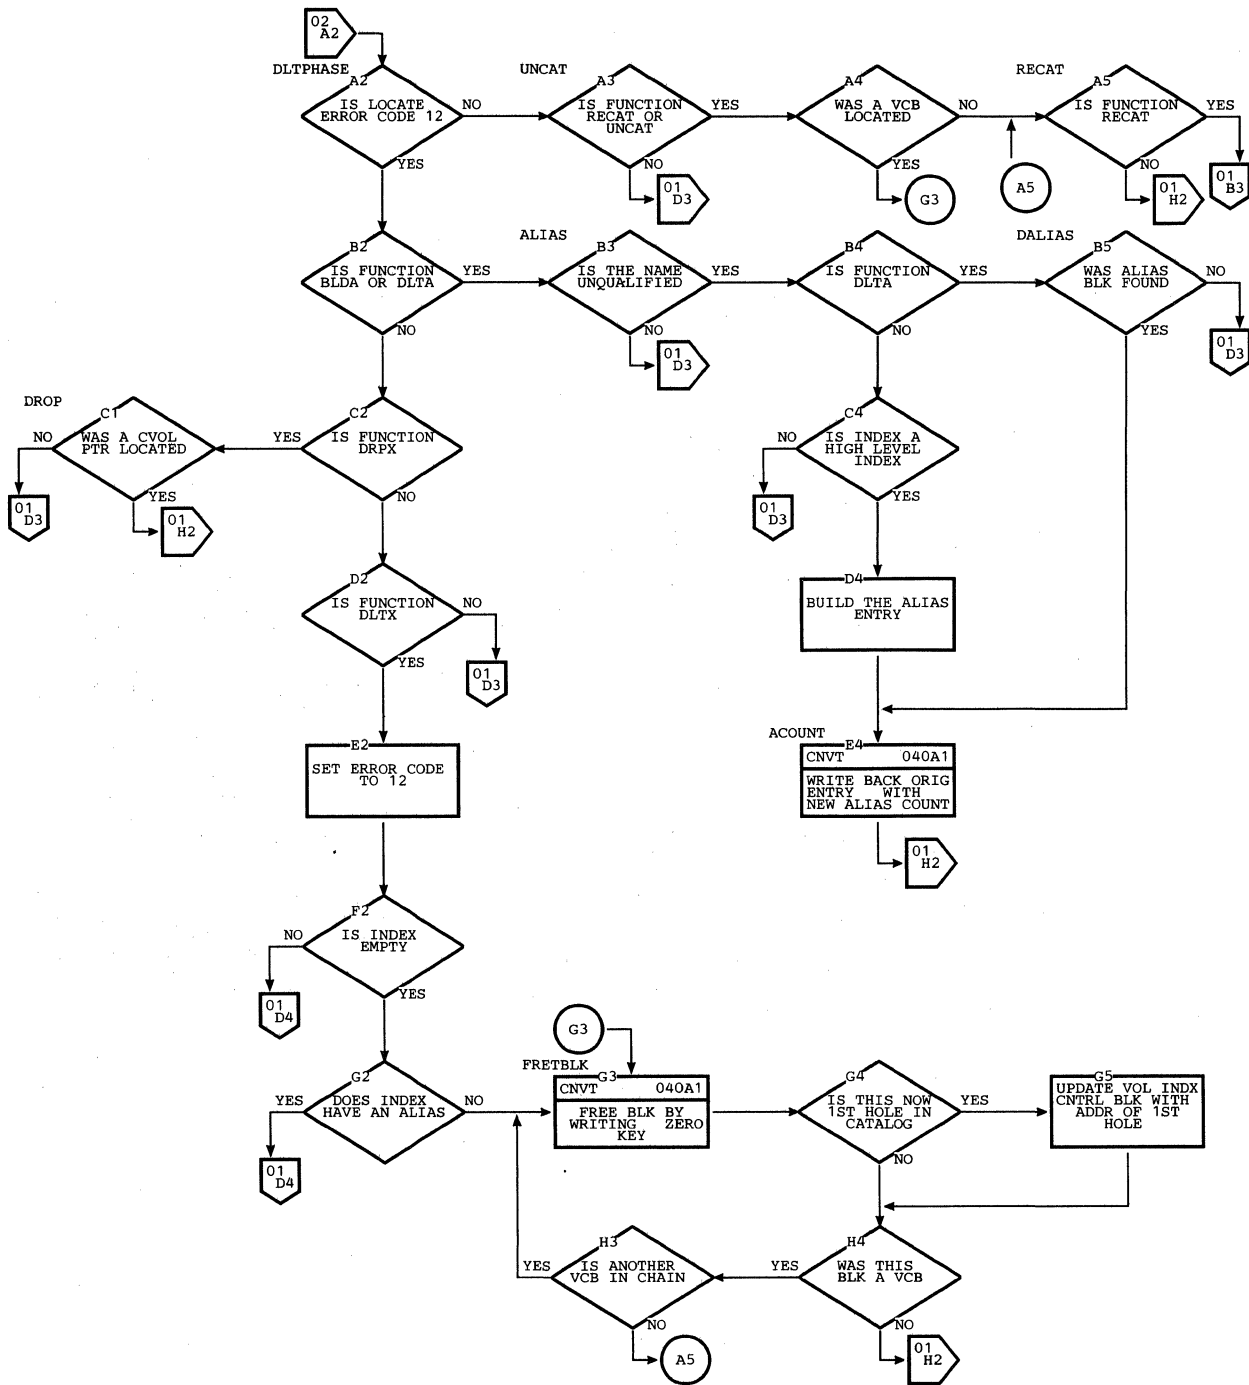 02
A2
DLTPHASE
A2
IS LOCATE
ERROR CODE 12
NO
YES
UNCAT
A3
IS FUNCTION
RECAT OR
UNCAT
YES
NO
01
D3
A4
WAS A VCB
LOCATED
NO
YES
G3
A5
RECAT
A5
IS FUNCTION
RECAT
YES
NO
01
H2
01
B3
B2
IS FUNCTION
BLDA OR DLTA
YES
NO
ALIAS
B3
IS THE NAME
UNQUALIFIED
YES
NO
01
D3
B4
IS FUNCTION
DLTA
YES
NO
DALIAS
B5
WAS ALIAS
BLK FOUND
NO
YES
01
D3
DROP
C1
WAS A CVOL
PTR LOCATED
NO
YES
01
D3
01
H2
C2
IS FUNCTION
DRPX
YES
NO
C4
IS INDEX A
HIGH LEVEL
INDEX
NO
YES
01
D3
D2
IS FUNCTION
DLTX
NO
YES
01
D3
D4
BUILD THE ALIAS
ENTRY
E2
SET ERROR CODE
TO 12
ACOUNT
E4
CNVT 040A1
WRITE BACK ORIG
ENTRY WITH
NEW ALIAS COUNT
01
H2
F2
IS INDEX
EMPTY
NO
YES
01
D4
G2
DOES INDEX
HAVE AN ALIAS
YES
NO
01
D4
G3
FRETBLK
G3
CNVT 040A1
FREE BLK BY
WRITING ZERO
KEY
G4
IS THIS NOW
1ST HOLE IN
CATALOG
YES
NO
G5
UPDATE VOL INDX
CNTRL BLK WITH
ADDR OF 1ST
HOLE
H3
IS ANOTHER
VCB IN CHAIN
YES
NO
A5
H4
WAS THIS
BLK A VCB
YES
NO
01
H2